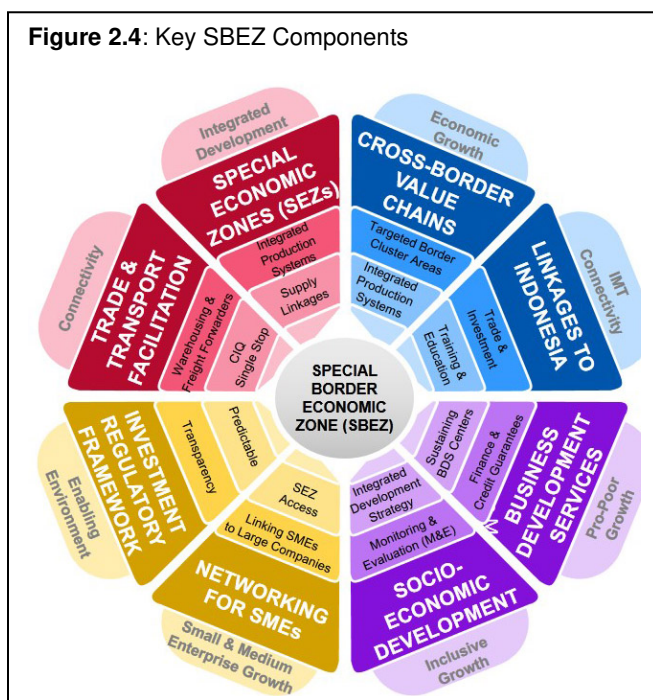 Figure 2.4: Key SBEZ Components
Integrated
Development
SPECIAL
ECONOMIC
ZONES (SEZs)
Integrated
Production
Systems
Supply
Linkages
Economic
Growth
CROSS-BORDER
VALUE
CHAINS
Targeted Border
Cluster Areas
Integrated
Production
Systems
IMT
Connectivity
LINKAGES TO
INDONESIA
Trade &
Investment
Training &
Education
Pro-Poor
Growth
BUSINESS
DEVELOPMENT
SERVICES
Finance &
Credit Guarantees
Sustaining
BDS Centers
Integrated
Development
Strategy
Monitoring &
Evaluation (M&E)
SOCIO-
ECONOMIC
DEVELOPMENT
Inclusive
Growth
SEZ
Access
Linking SMEs
to Large Companies
NETWORKING
FOR SMEs
Small & Medium
Enterprise Growth
Enabling
Environment
INVESTMENT
REGULATORY
FRAMEWORK
Transparency
Predictable
Connectivity
TRADE &
TRANSPORT
FACILITATION
Warehousing &
Freight Forwarders
CIQ
Single Stop
SPECIAL
BORDER
ECONOMIC
ZONE (SBEZ)